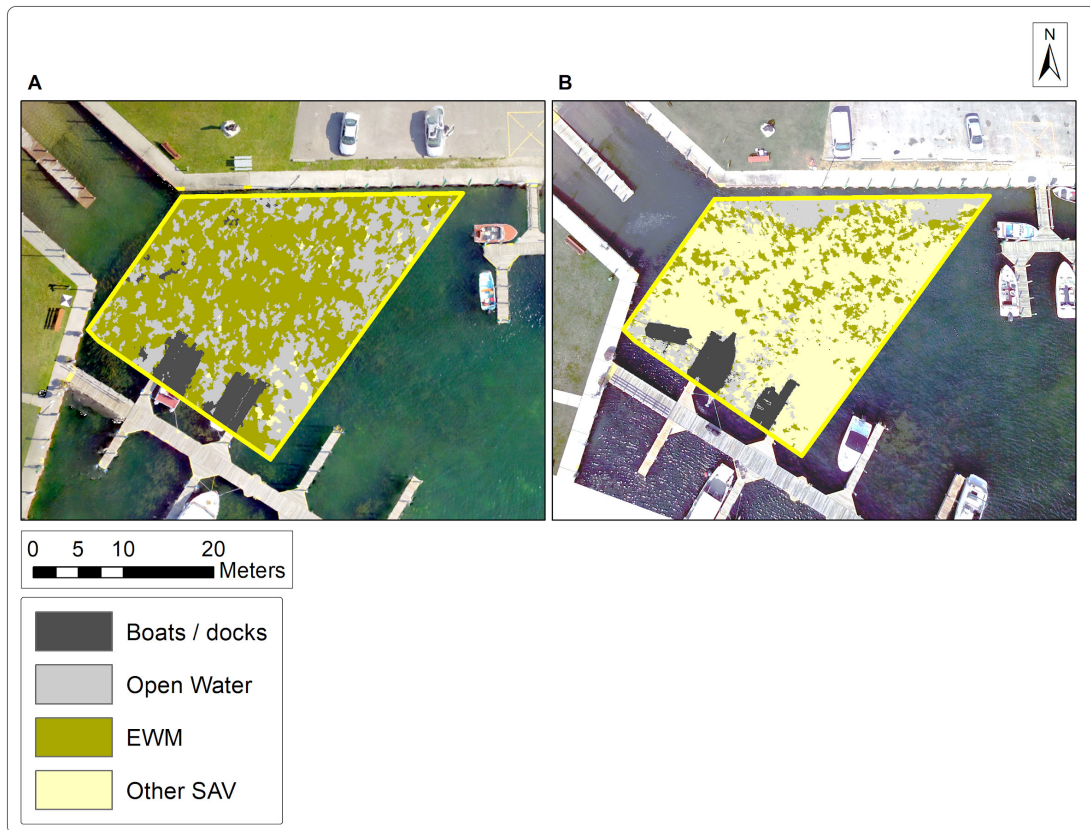 N
A
B
0 5 10 20
Meters
Boats / docks
Open Water
EWM
Other SAV